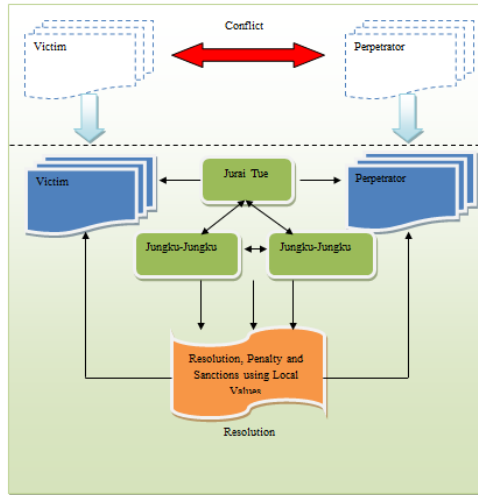 Conflict
Victim
Perpetrator
Victim
Jurai Tue
Perpetrator
Jungku-Jungku
Jungku-Jungku
Resolution, Penalty and
Sanctions using Local
Values
Resolution